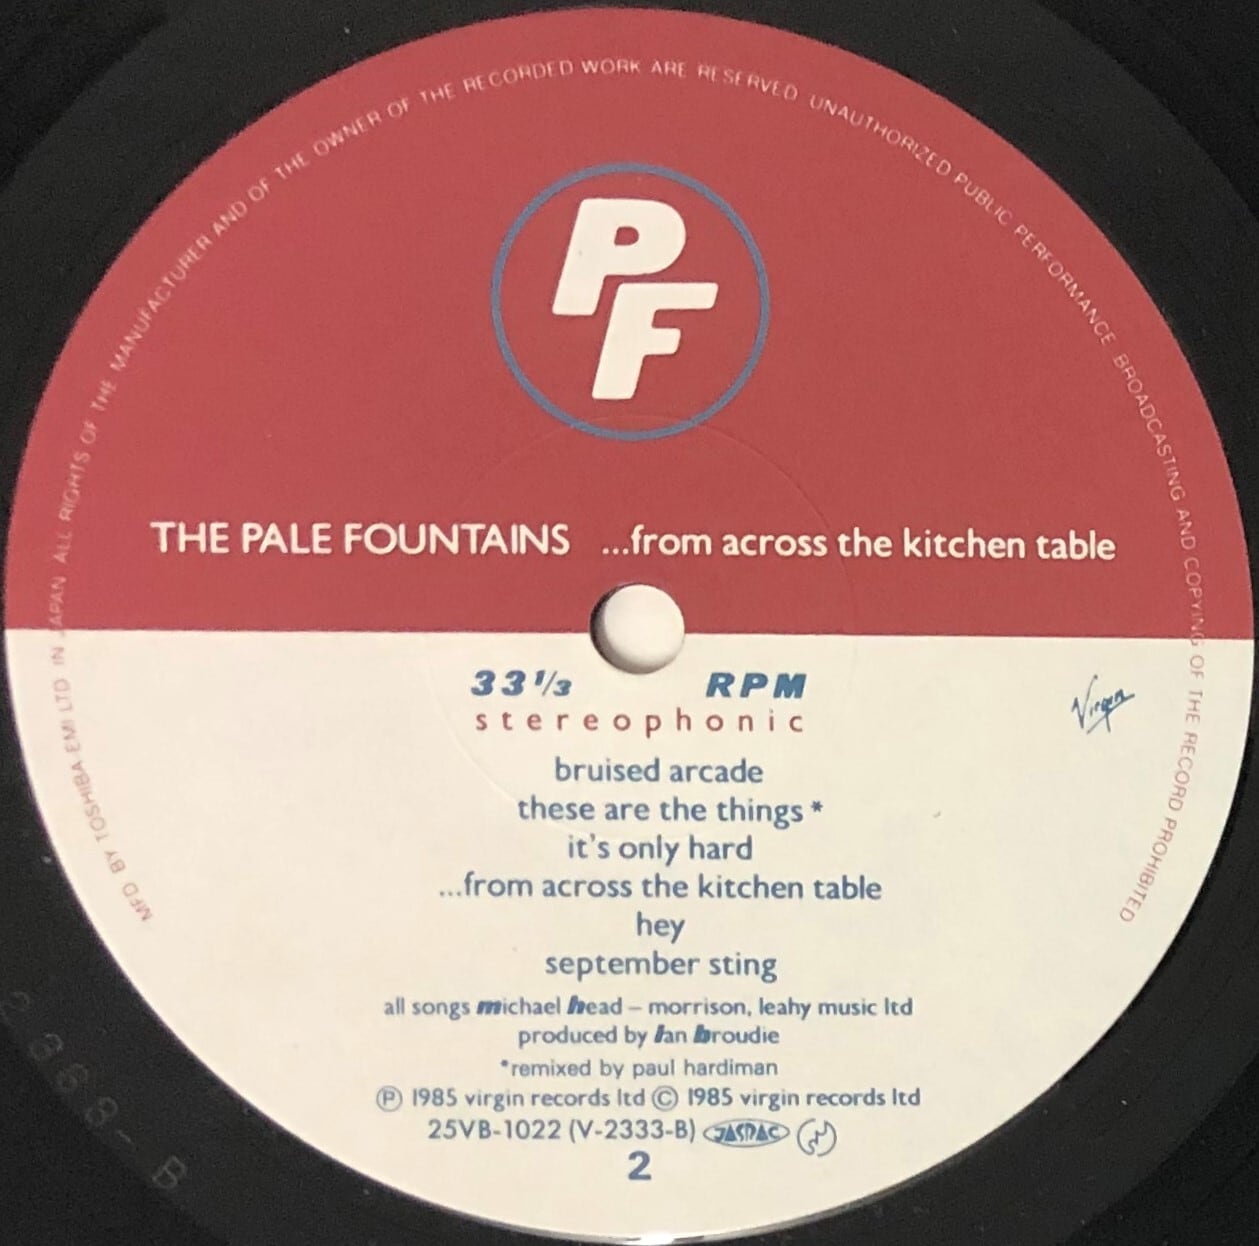 MFD BY TOSHIBA EMI LTD IN JAPAN ALL RIGHTS OF THE MANUFACTURER AND OF THE OWNER OF THE RECORDED WORK ARE RESERVED UNAUTHORIZED PUBLIC PERFORMANCE BROADCASTING AND COPYING OF THE RECORD PROHIBITED
PF
THE PALE FOUNTAINS ...from across the kitchen table
33 1/3 RPM
stereophonic
Virgin
bruised arcade
these are the things*
it's only hard
...from across the kitchen table
hey
september sting
all songs michael head – morrison, leahy music ltd
produced by Ian broudie
*remixed by paul hardiman
Ⓟ 1985 virgin records ltd © 1985 virgin records ltd
25VB-1022 (V-2333-B) JASRAC
2